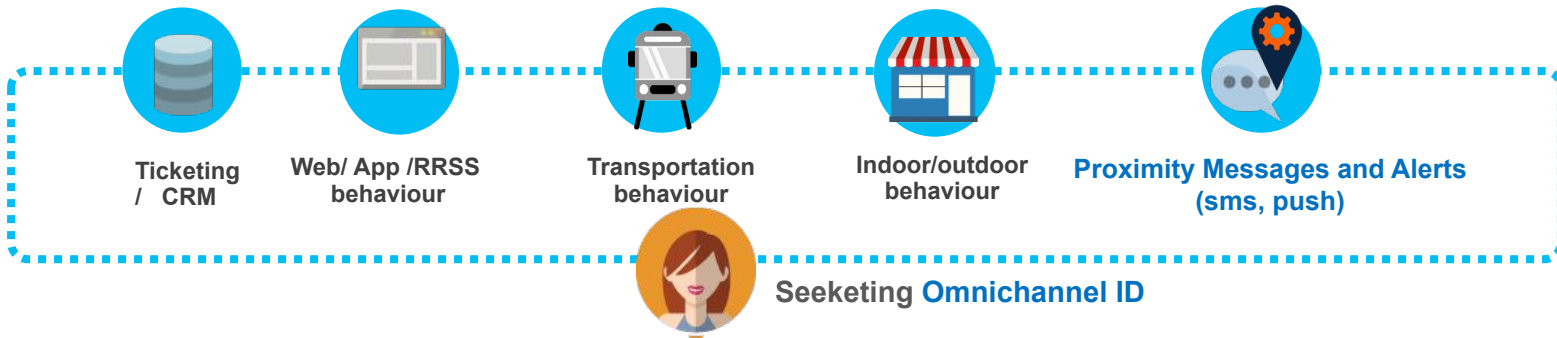 Ticketing
/ CRM
Web/ App /RRSS
behaviour
Transportation
behaviour
Indoor/outdoor
behaviour
Proximity Messages and Alerts
(sms, push)
Seeketing Omnichannel ID